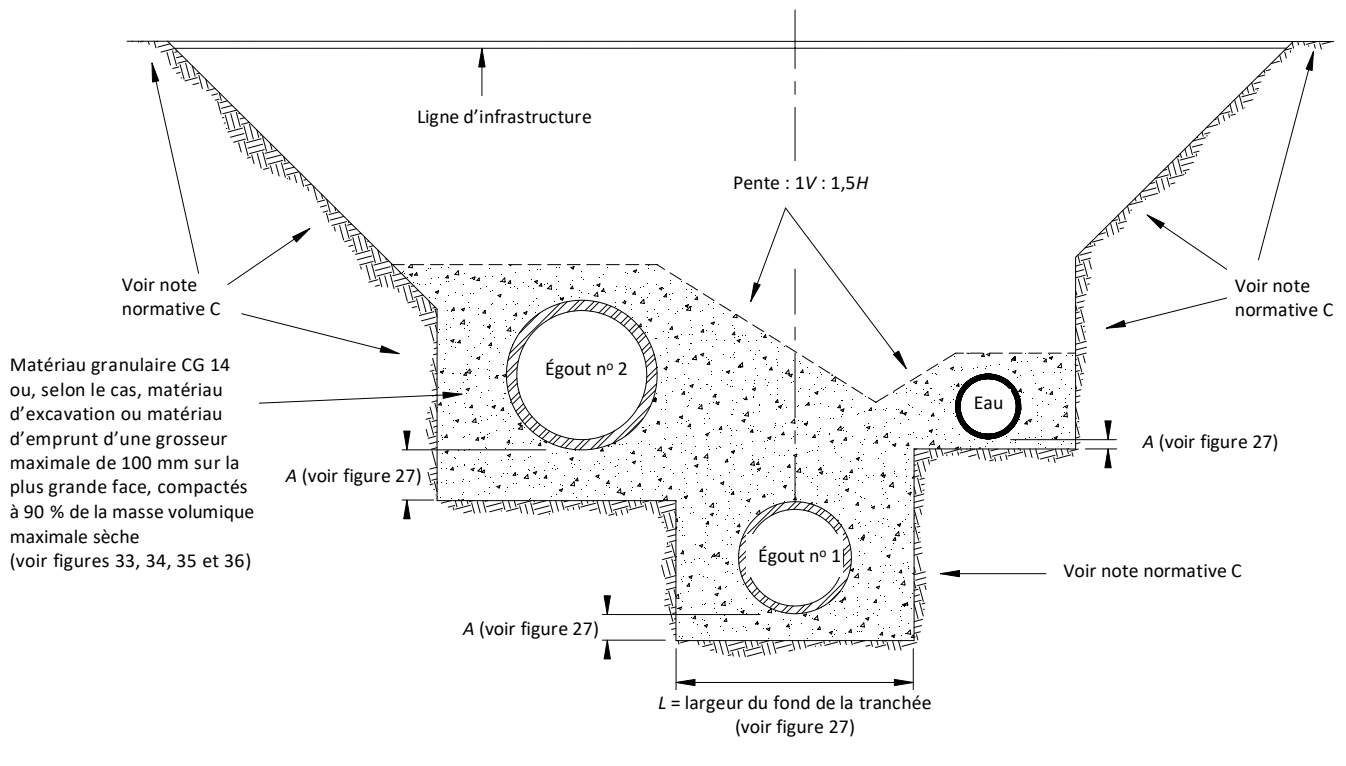 Ligne d'infrastructure
Pente : 1V : 1,5H
Voir note
normative C
Voir note
normative C
Matériau granulaire CG 14
ou, selon le cas, matériau
d'excavation ou matériau
d'emprunt d'une grosseur
maximale de 100 mm sur la
plus grande face, compactés
à 90 % de la masse volumique
maximale sèche
(voir figures 33, 34, 35 et 36)
Égout nº 2
Eau
A (voir figure 27)
A (voir figure 27)
Égout nº 1
Voir note normative C
A (voir figure 27)
L = largeur du fond de la tranchée
(voir figure 27)